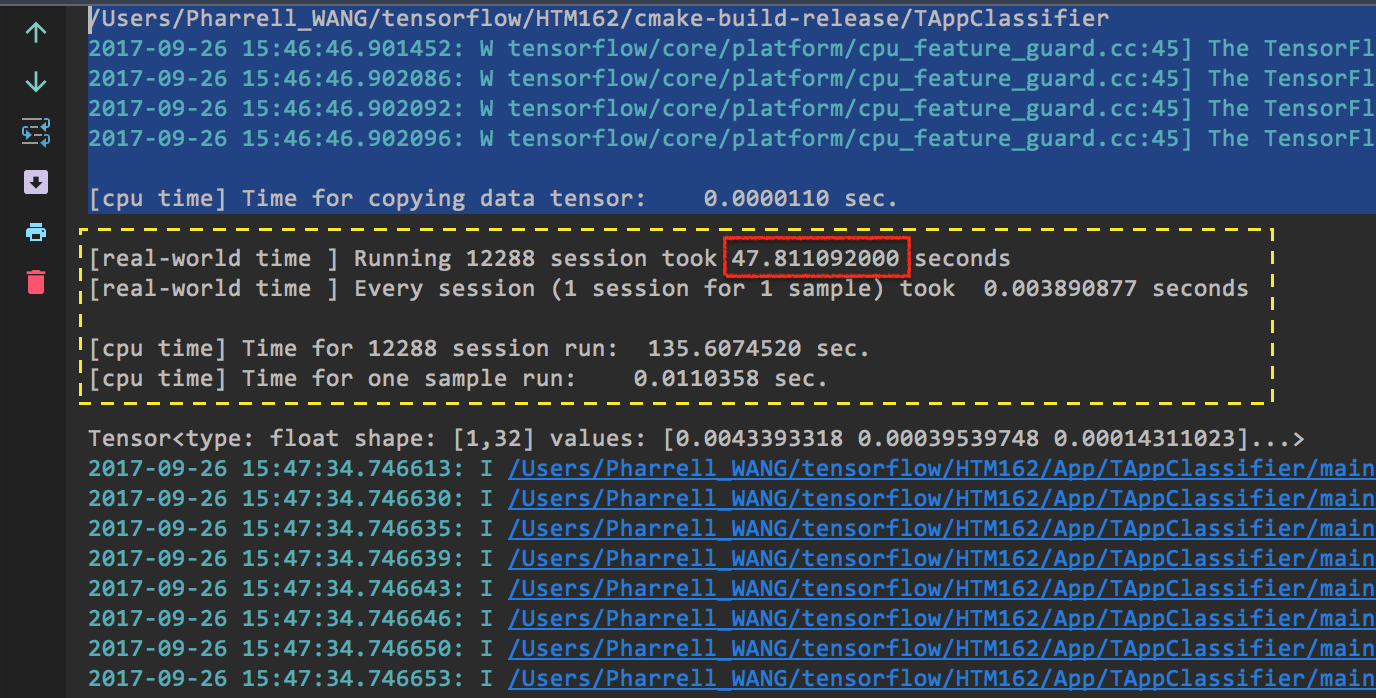 /Users/Pharrell_WANG/tensorflow/HTM162/cmake-build-release/TAppClassifier
2017-09-26 15:46:46.901452: W tensorflow/core/platform/cpu_feature_guard.cc:45] The TensorFl
2017-09-26 15:46:46.902086: W tensorflow/core/platform/cpu_feature_guard.cc:45] The TensorFl
2017-09-26 15:46:46.902092: W tensorflow/core/platform/cpu_feature_guard.cc:45] The TensorFl
2017-09-26 15:46:46.902096: W tensorflow/core/platform/cpu_feature_guard.cc:45] The TensorFl
[cpu time] Time for copying data tensor:    0.0000110 sec.
[real-world time ] Running 12288 session took 47.811092000 seconds
[real-world time ] Every session (1 session for 1 sample) took  0.003890877 seconds
[cpu time] Time for 12288 session run:  135.6074520 sec.
[cpu time] Time for one sample run:    0.0110358 sec.
Tensor<type: float shape: [1,32] values: [0.0043393318 0.00039539748 0.00014311023]...>
2017-09-26 15:47:34.746613: I /Users/Pharrell_WANG/tensorflow/HTM162/App/TAppClassifier/main
2017-09-26 15:47:34.746630: I /Users/Pharrell_WANG/tensorflow/HTM162/App/TAppClassifier/main
2017-09-26 15:47:34.746635: I /Users/Pharrell_WANG/tensorflow/HTM162/App/TAppClassifier/main
2017-09-26 15:47:34.746639: I /Users/Pharrell_WANG/tensorflow/HTM162/App/TAppClassifier/main
2017-09-26 15:47:34.746643: I /Users/Pharrell_WANG/tensorflow/HTM162/App/TAppClassifier/main
2017-09-26 15:47:34.746646: I /Users/Pharrell_WANG/tensorflow/HTM162/App/TAppClassifier/main
2017-09-26 15:47:34.746650: I /Users/Pharrell_WANG/tensorflow/HTM162/App/TAppClassifier/main
2017-09-26 15:47:34.746653: I /Users/Pharrell_WANG/tensorflow/HTM162/App/TAppClassifier/main